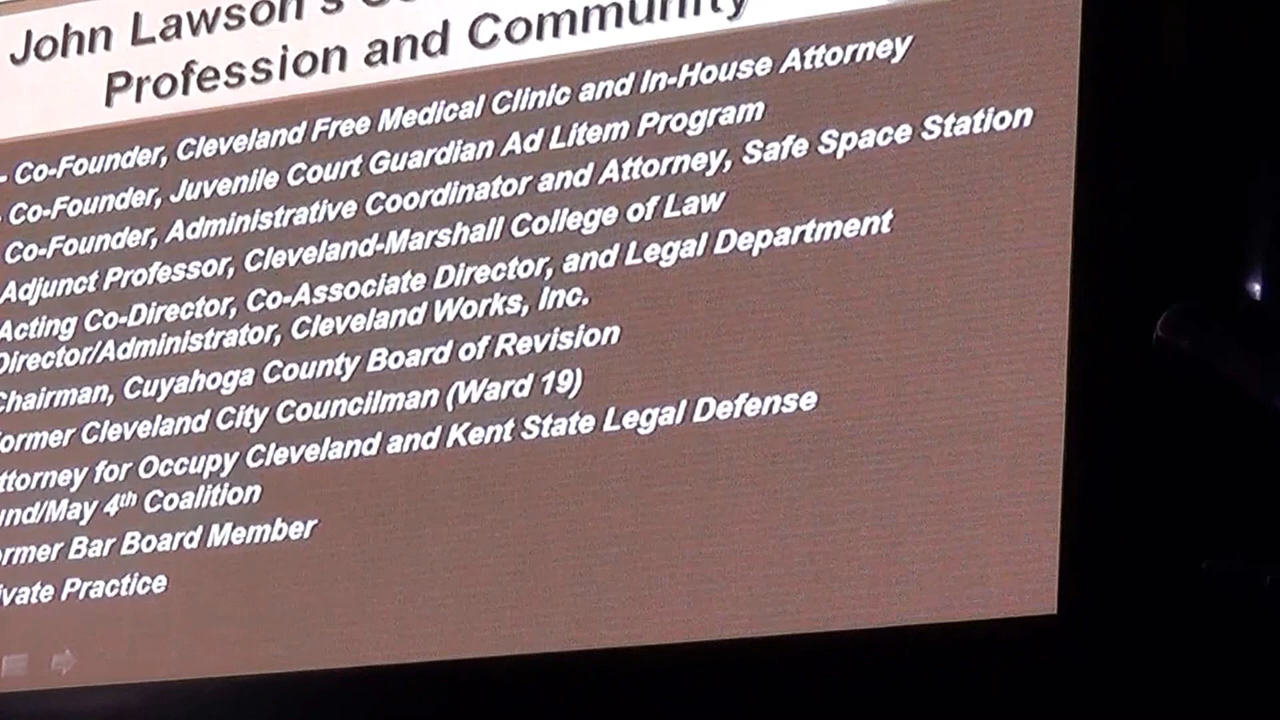 John Lawson's
Profession and Community
- Co-Founder, Cleveland Free Medical Clinic and In-House Attorney
- Co-Founder, Juvenile Court Guardian Ad Litem Program
Co-Founder, Administrative Coordinator and Attorney, Safe Space Station
Adjunct Professor, Cleveland-Marshall College of Law
Acting Co-Director, Co-Associate Director, and Legal Department
Director/Administrator, Cleveland Works, Inc.
Chairman, Cuyahoga County Board of Revision
ormer Cleveland City Councilman (Ward 19)
ttorney for Occupy Cleveland and Kent State Legal Defense
und/May 4th Coalition
ormer Bar Board Member
ivate Practice